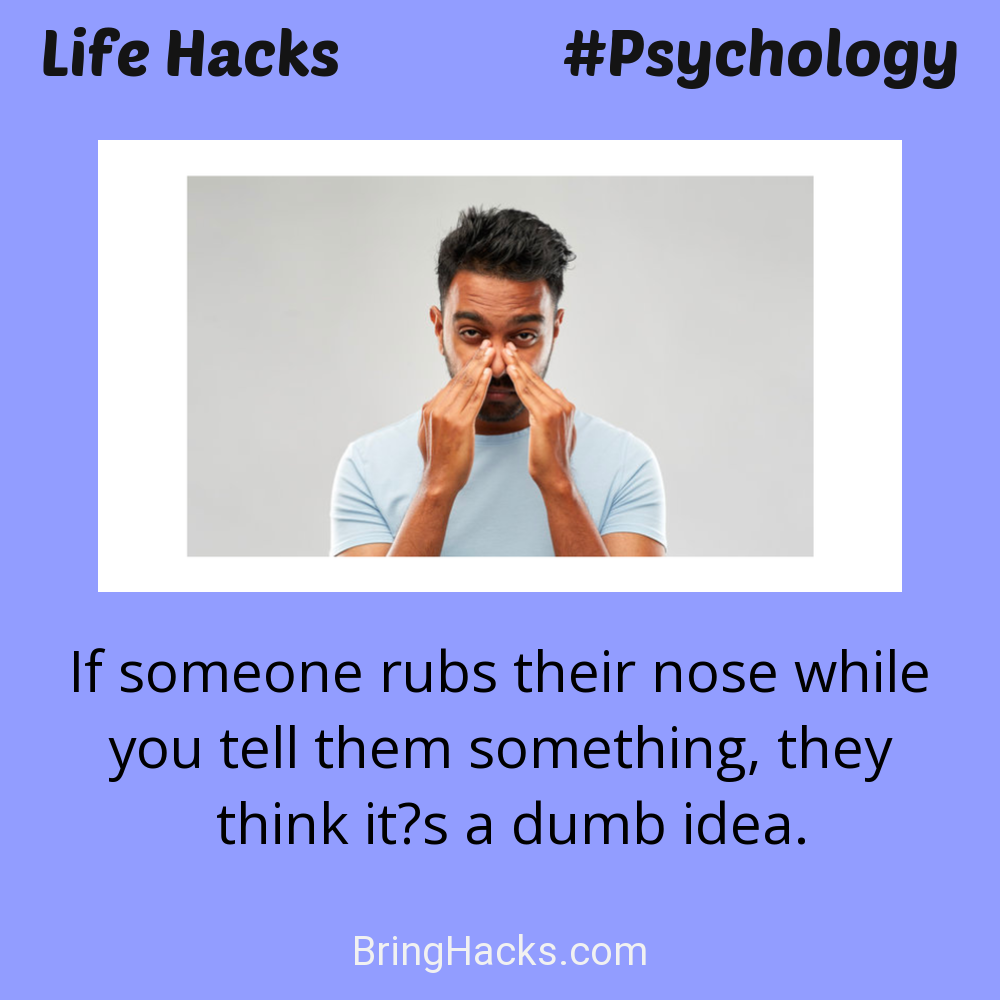 Life Hacks #Psychology
If someone rubs their nose while
you tell them something, they
think it?s a dumb idea.
BringHacks.com